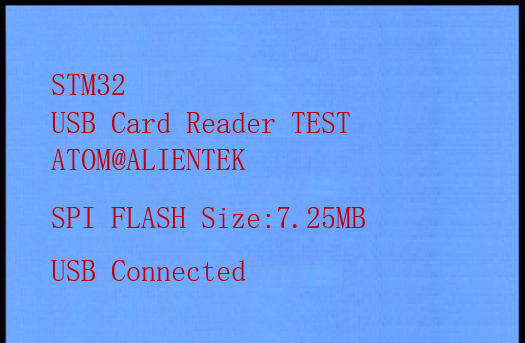 STM32
USB Card Reader TEST
ATOM@ALIENTEK
SPI FLASH Size:7.25MB
USB Connected